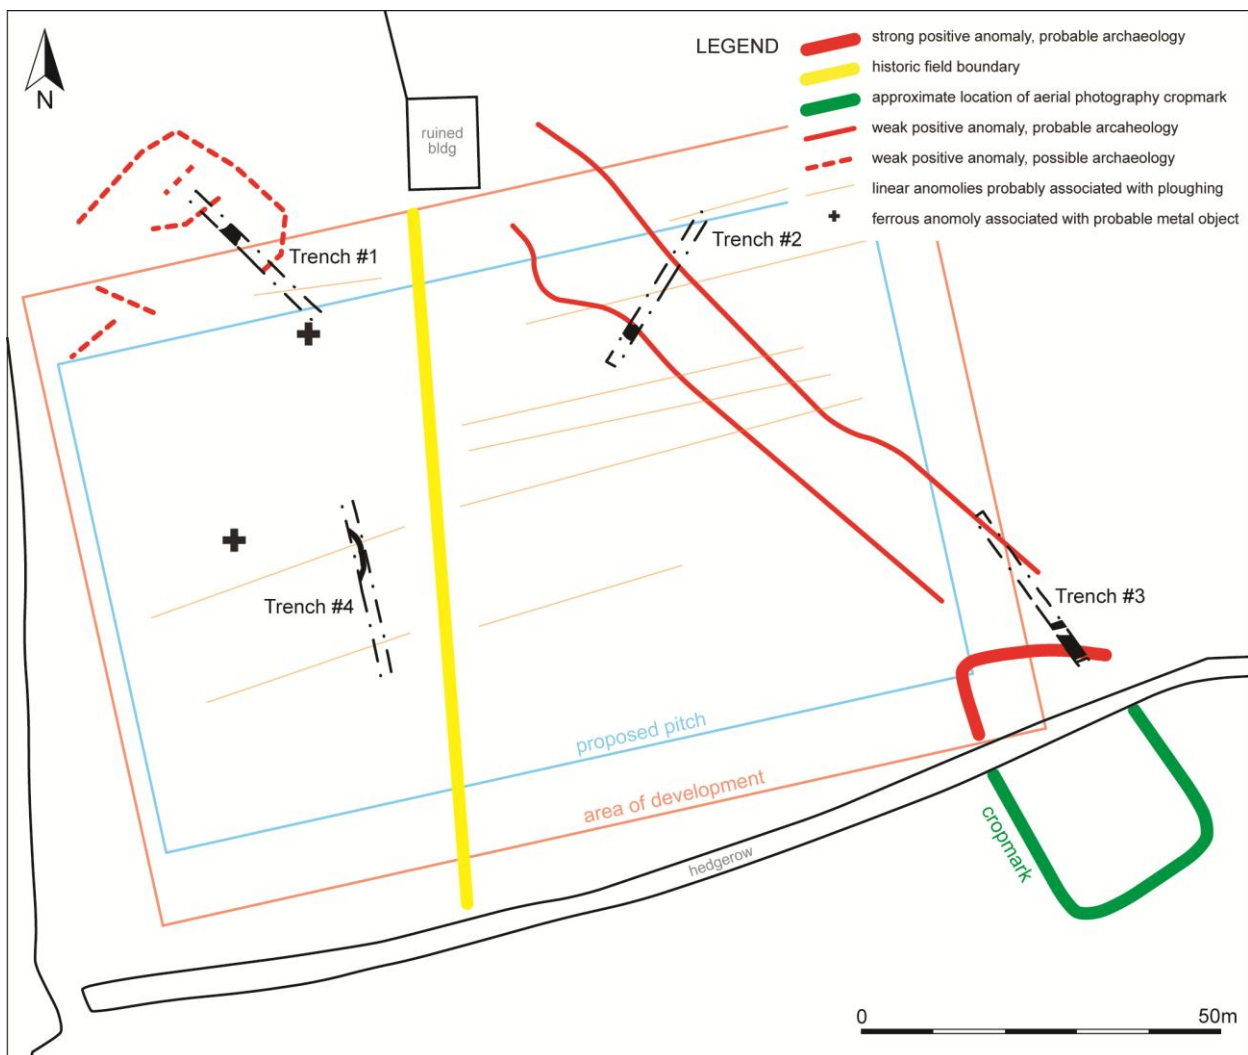 N
LEGEND
strong positive anomaly, probable archaeology
historic field boundary
approximate location of aerial photography cropmark
weak positive anomaly, probable arcaheology
weak positive anomaly, possible archaeology
linear anomolies probably associated with ploughing
ferrous anomoly associated with probable metal object
ruined
bldg
Trench #1
Trench #2
Trench #3
Trench #4
proposed pitch
area of development
hedgerow
cropmark
0
50m